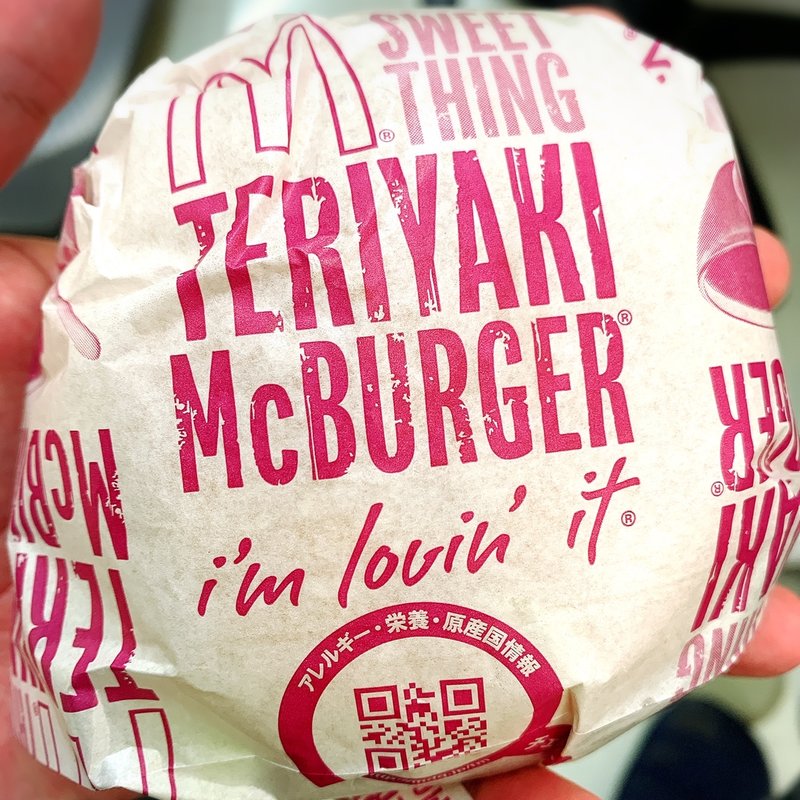 SWEET
THING
®
TERIYAKI
McBURGER®
i'm lovin' it®
アレルギー・栄養・原産国情報